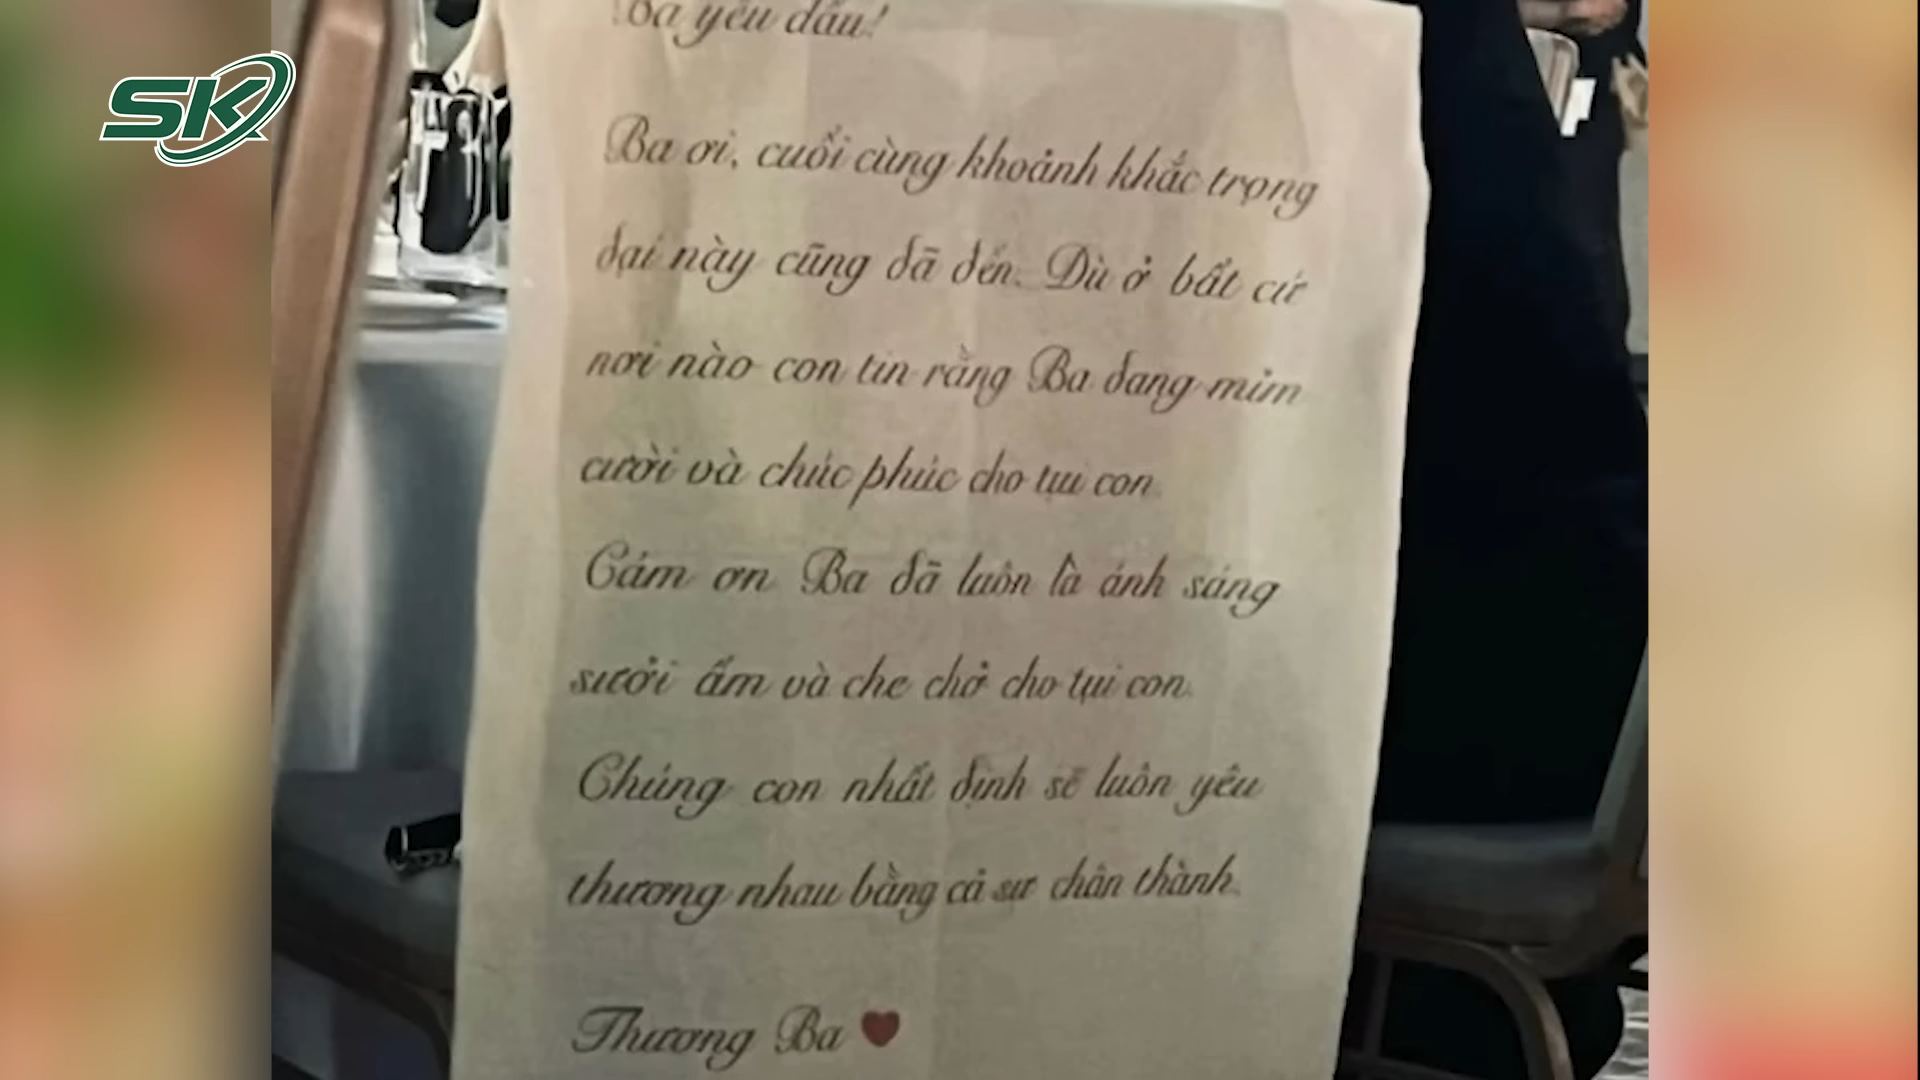 SK
Ba yêu dấu!
Ba ơi, cuối cùng khoảnh khắc trọng
đại này cũng đã đến. Dù ở bất cứ
nơi nào con tin rằng Ba đang mỉm
cười và chúc phúc cho tụi con.
Cám ơn Ba đã luôn là ánh sáng
sưởi ấm và che chở cho tụi con.
Chúng con nhất định sẽ luôn yêu
thương nhau bằng cả sự chân thành.
Thương Ba ❤